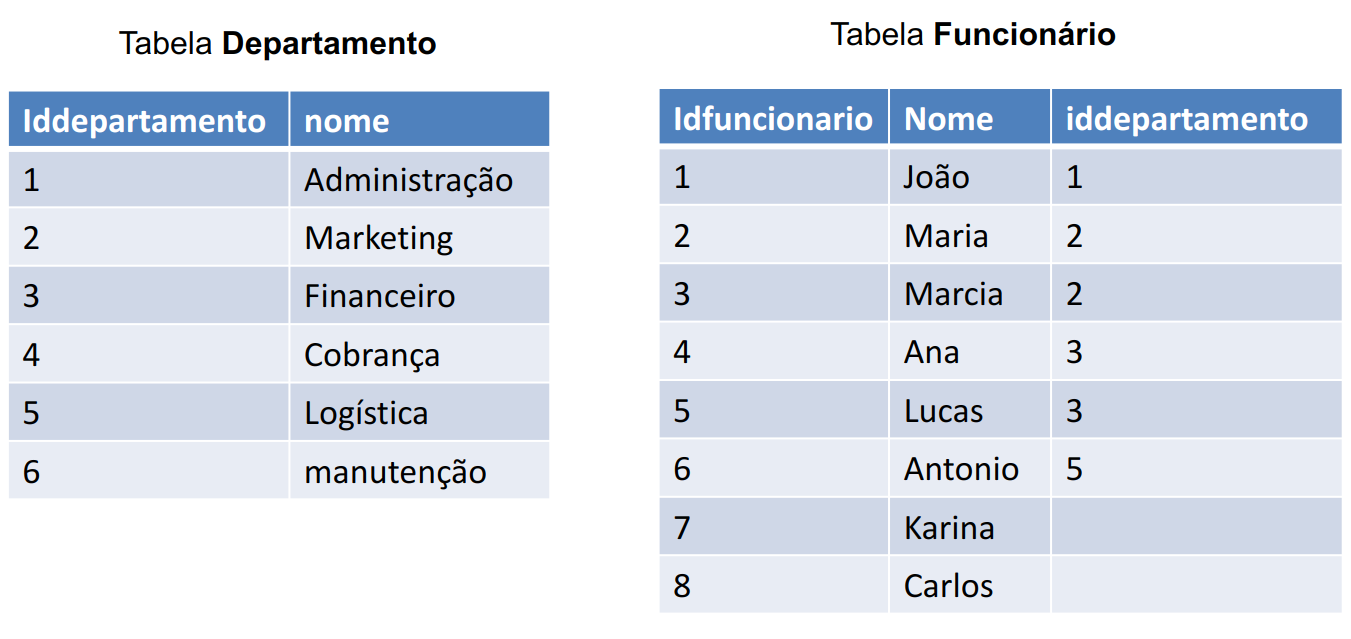 Tabela Departamento
Iddepartamento nome
1 Administração
2 Marketing
3 Financeiro
4 Cobrança
5 Logística
6 manutenção
Tabela Funcionário
Idfuncionario Nome iddepartamento
1 João 1
2 Maria 2
3 Marcia 2
4 Ana 3
5 Lucas 3
6 Antonio 5
7 Karina
8 Carlos